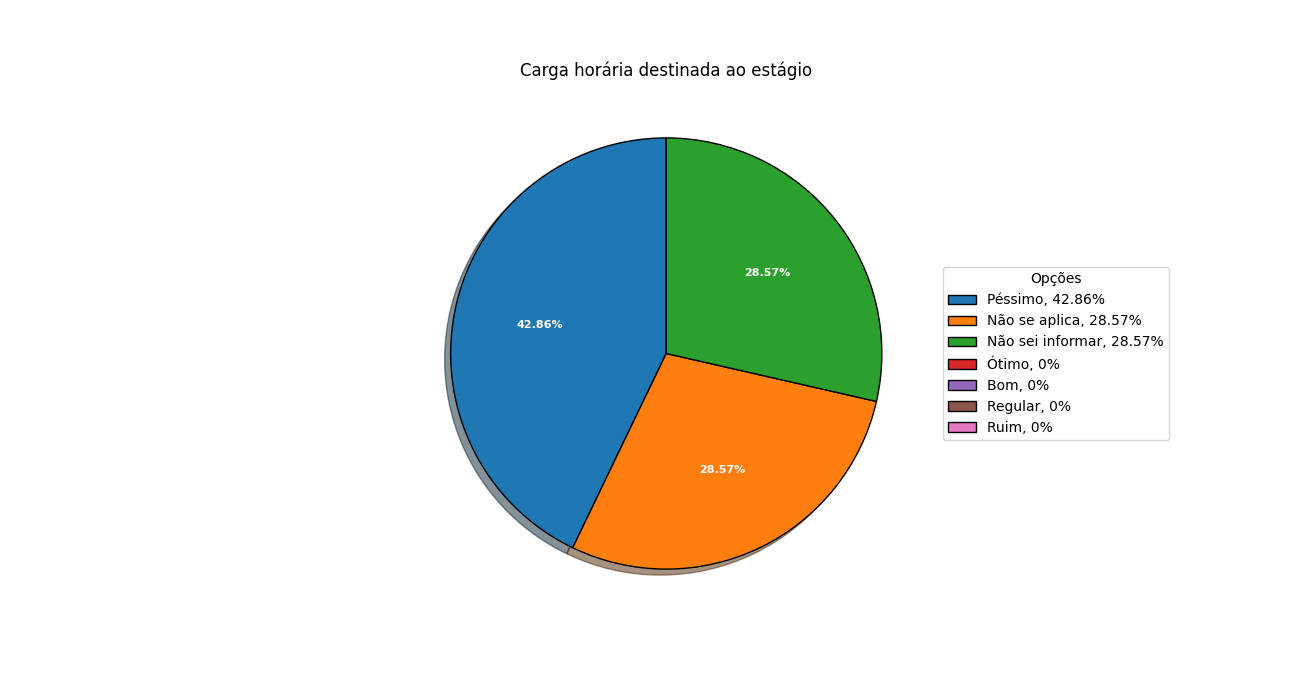 Carga horária destinada ao estágio
28.57%
42.86%
28.57%
Opções
Péssimo, 42.86%
Não se aplica, 28.57%
Não sei informar, 28.57%
Ótimo, 0%
Bom, 0%
Regular, 0%
Ruim, 0%